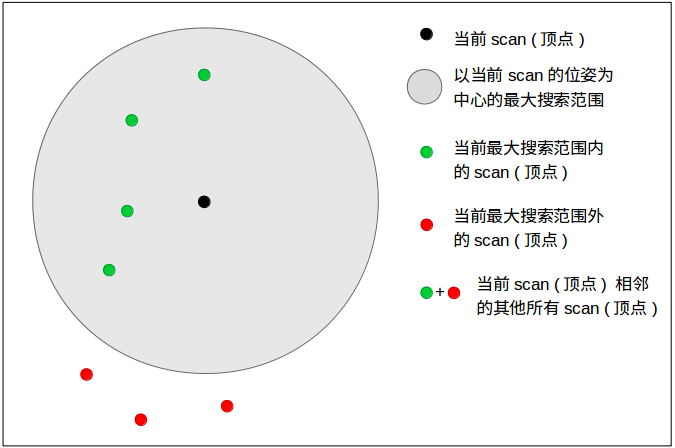 当前 scan ( 顶点 )
以当前 scan 的位姿为
中心的最大搜索范围
当前最大搜索范围内
的 scan ( 顶点 )
当前最大搜索范围外
的 scan ( 顶点 )
+
当前 scan ( 顶点 ) 相邻
的其他所有 scan ( 顶点 )